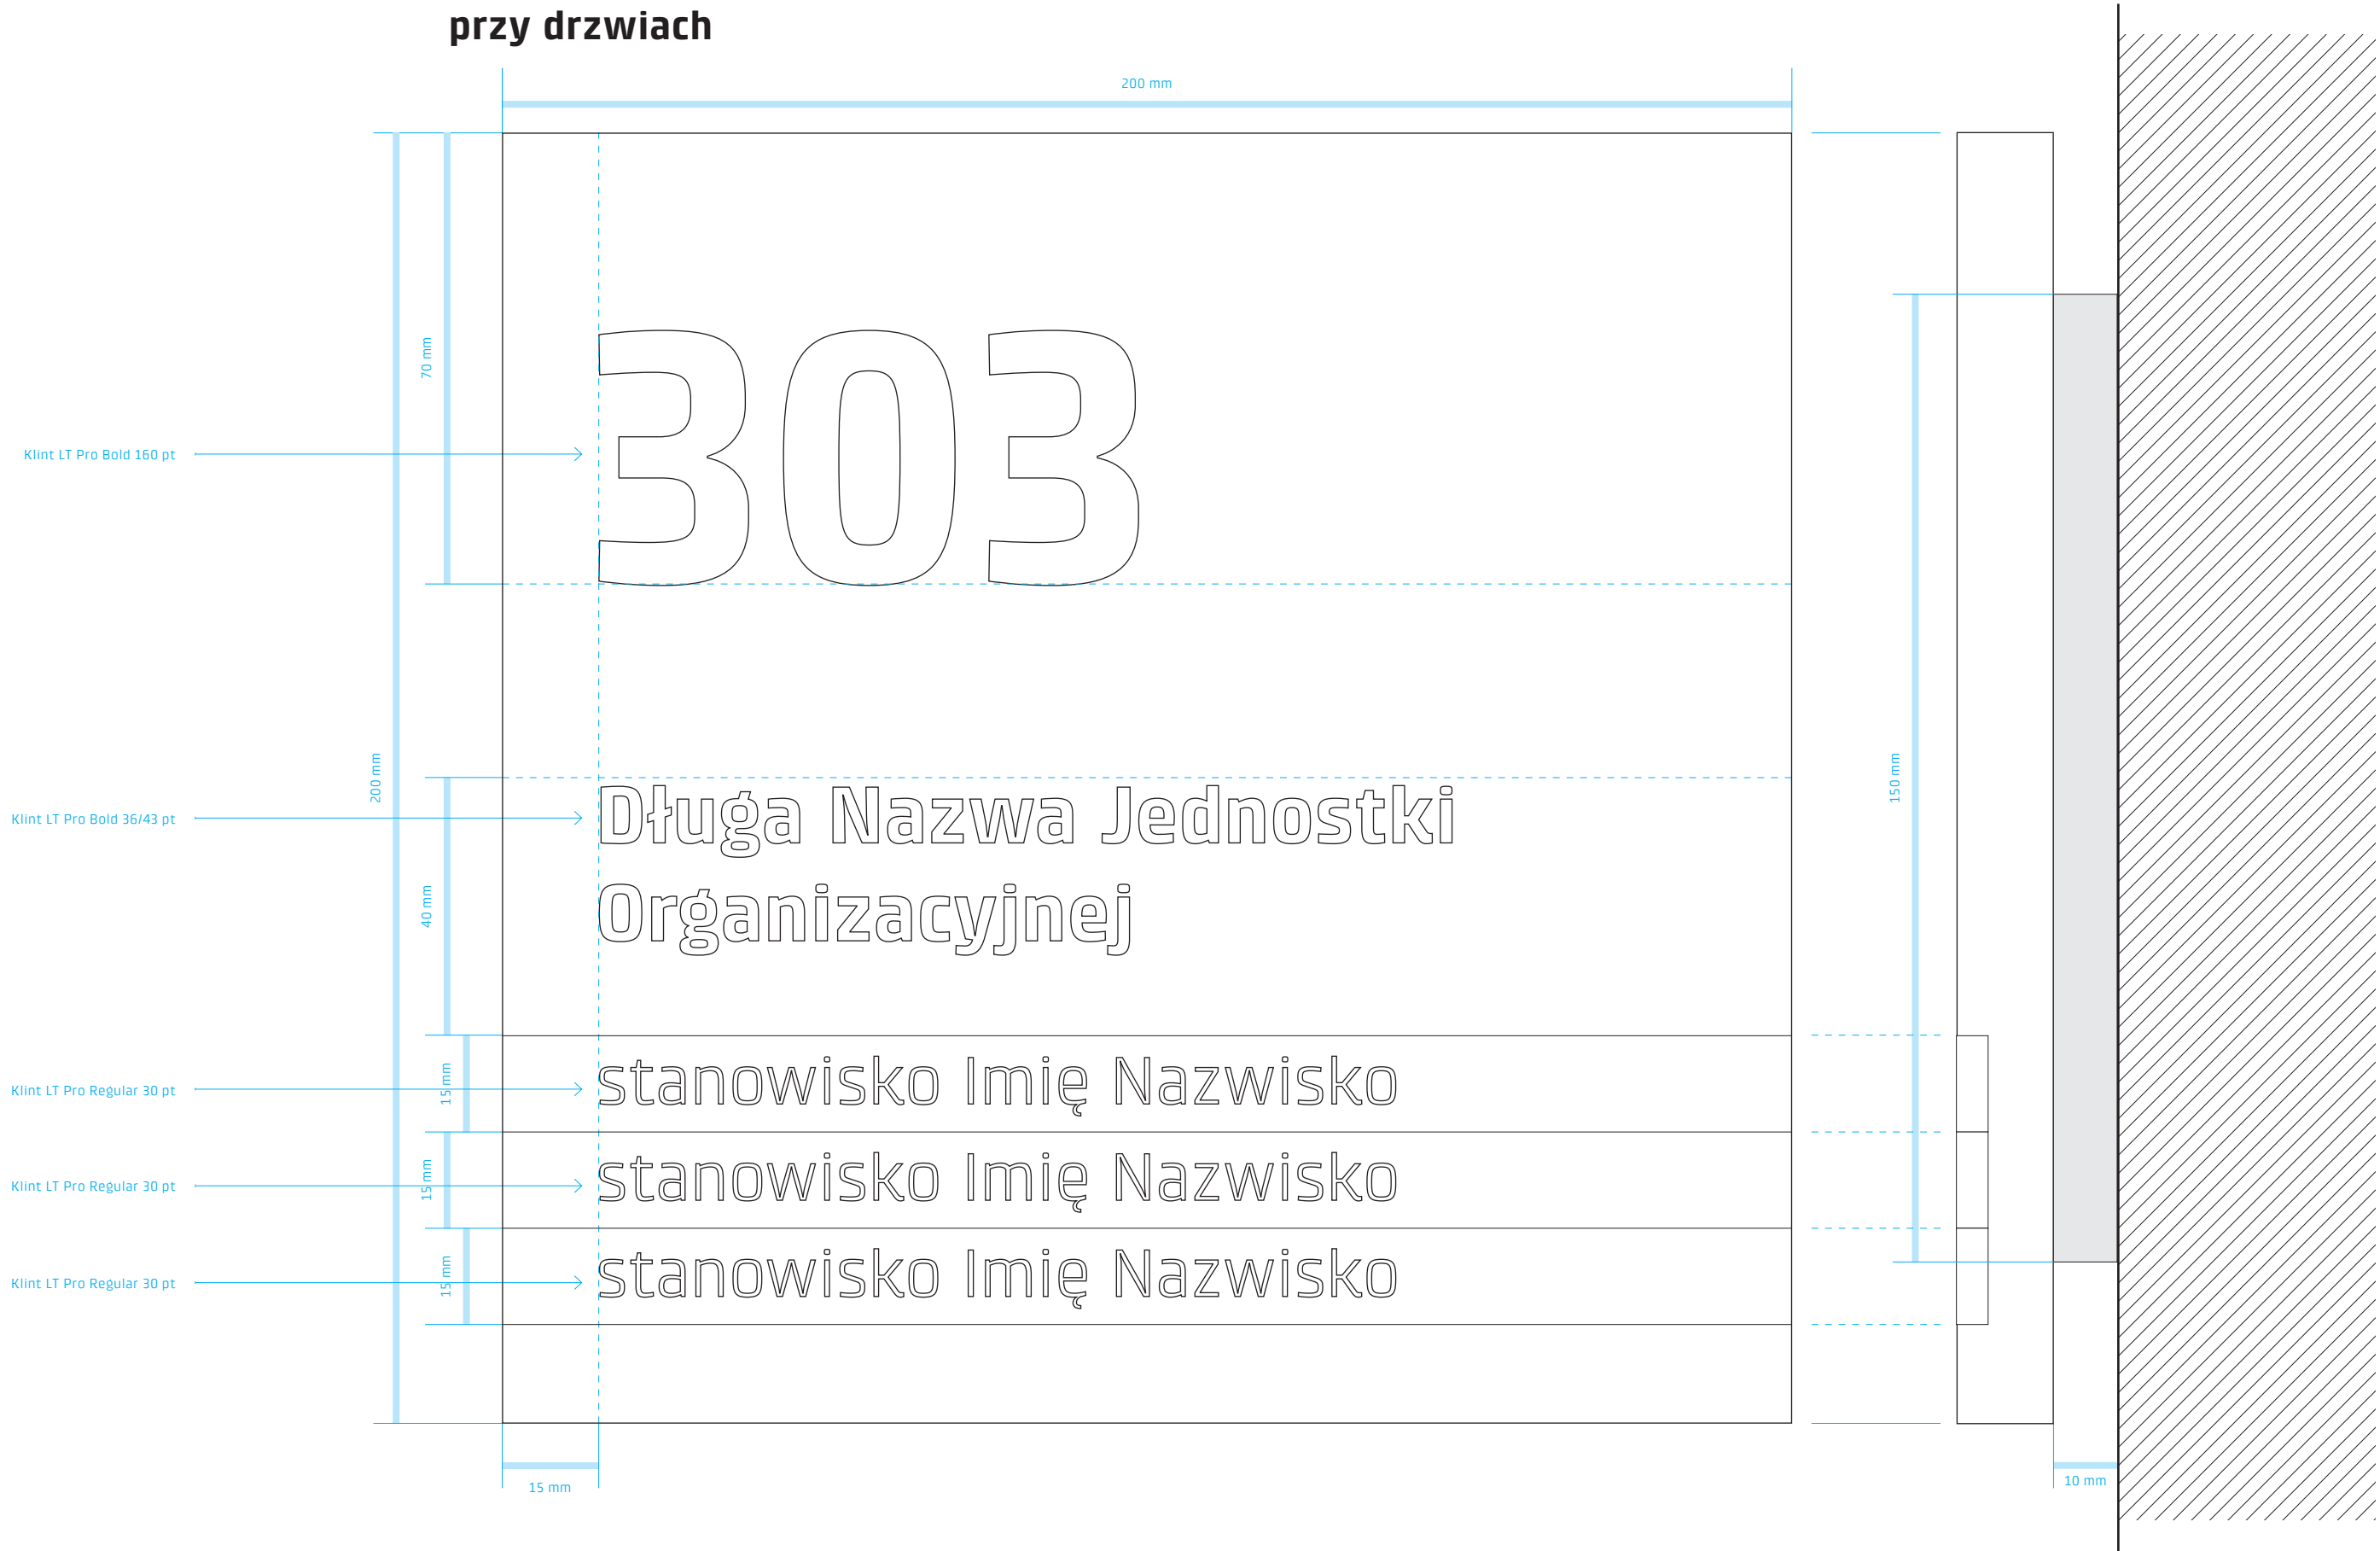 przy drzwiach
200 mm
303
70 mm
Klint LT Pro Bold 160 pt
200 mm
150 mm
Klint LT Pro Bold 36/43 pt
Długa Nazwa Jednostki
Organizacyjnej
40 mm
Klint LT Pro Regular 30 pt
15 mm
stanowisko Imię Nazwisko
Klint LT Pro Regular 30 pt
15 mm
stanowisko Imię Nazwisko
Klint LT Pro Regular 30 pt
15 mm
stanowisko Imię Nazwisko
15 mm
10 mm